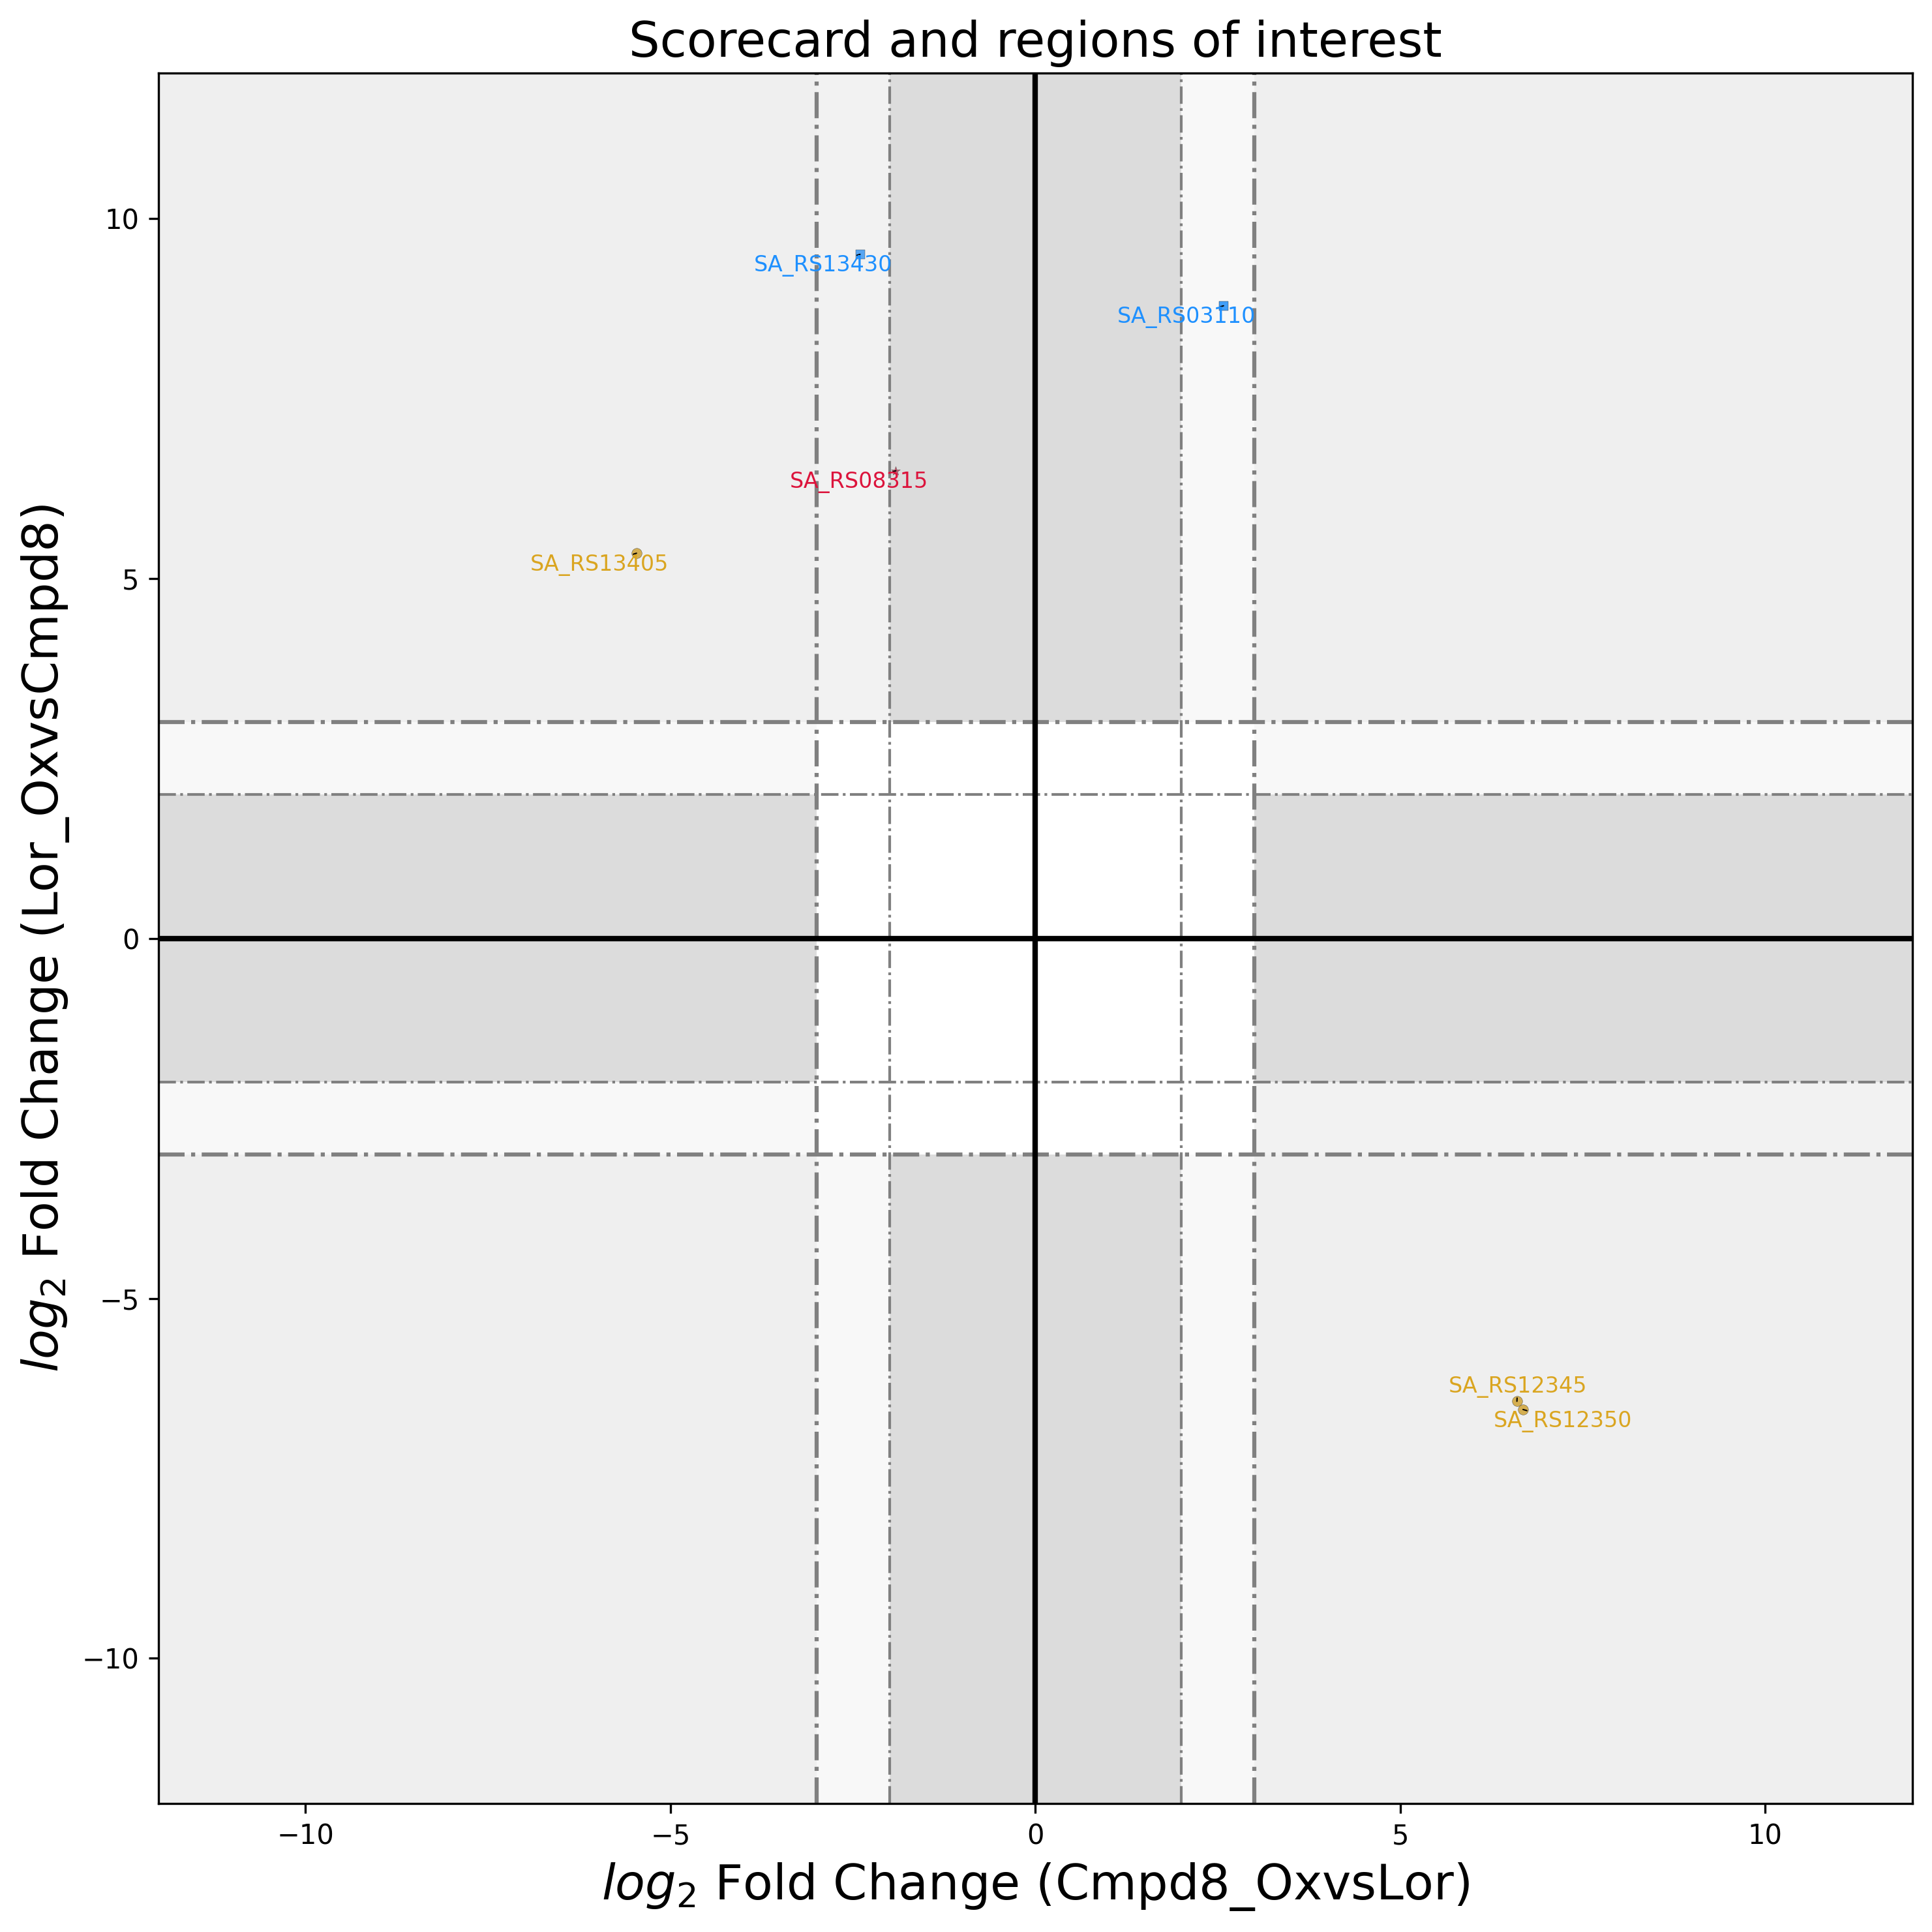 Scorecard and regions of interest
log2 Fold Change (Lor_OxvsCmpd8)
10
5
0
−5
−10
SA_RS13430
SA_RS03110
SA_RS08315
SA_RS13405
SA_RS12345
SA_RS12350
−10
−5
0
5
10
log2 Fold Change (Cmpd8_OxvsLor)